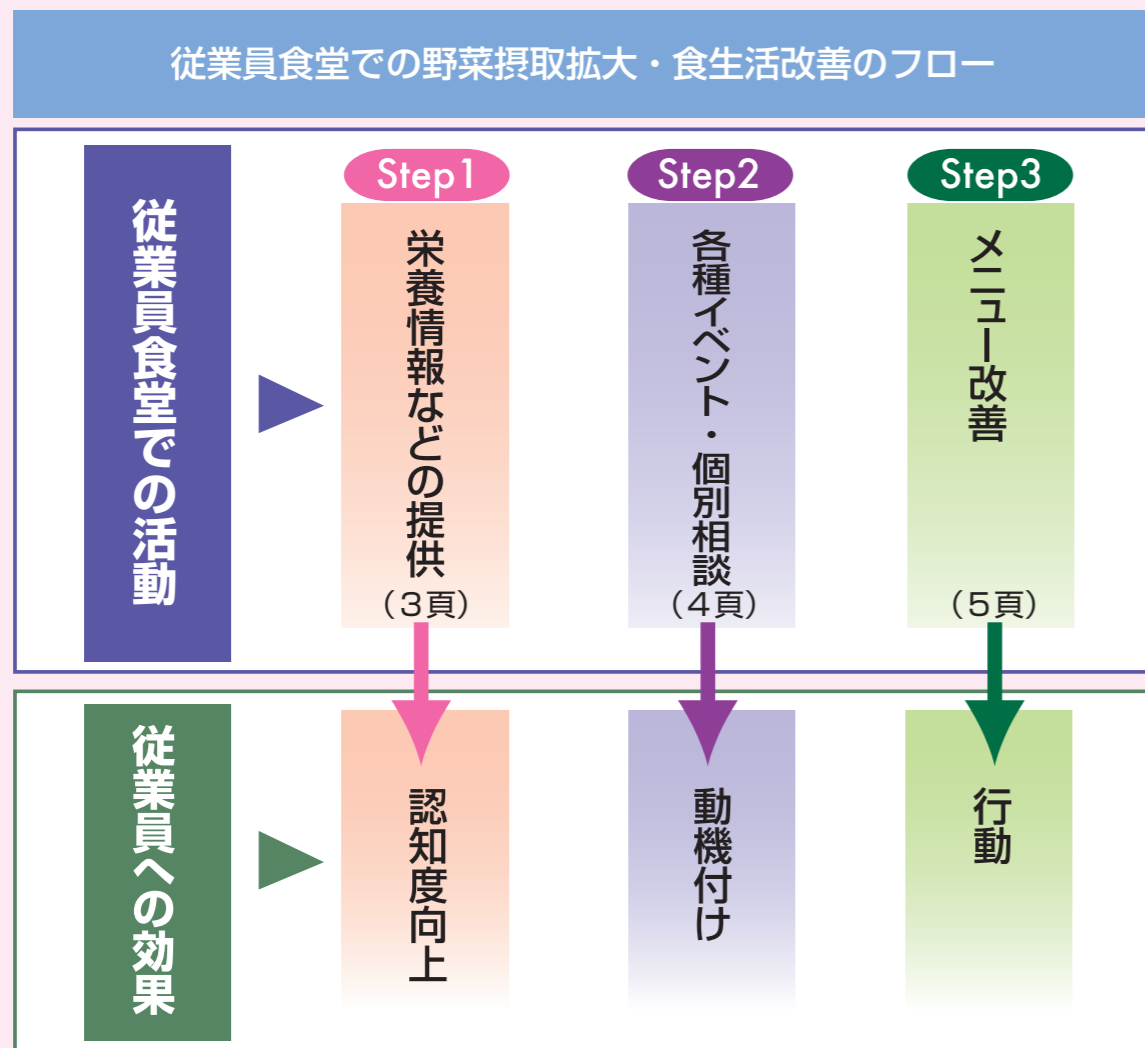 従業員食堂での野菜摂取拡大・食生活改善のフロー
従業員食堂での活動
Step1
栄養情報などの提供
（3頁）
Step2
各種イベント・個別相談
（4頁）
Step3
メニュー改善
（5頁）
従業員への効果
認知度向上
動機付け
行動